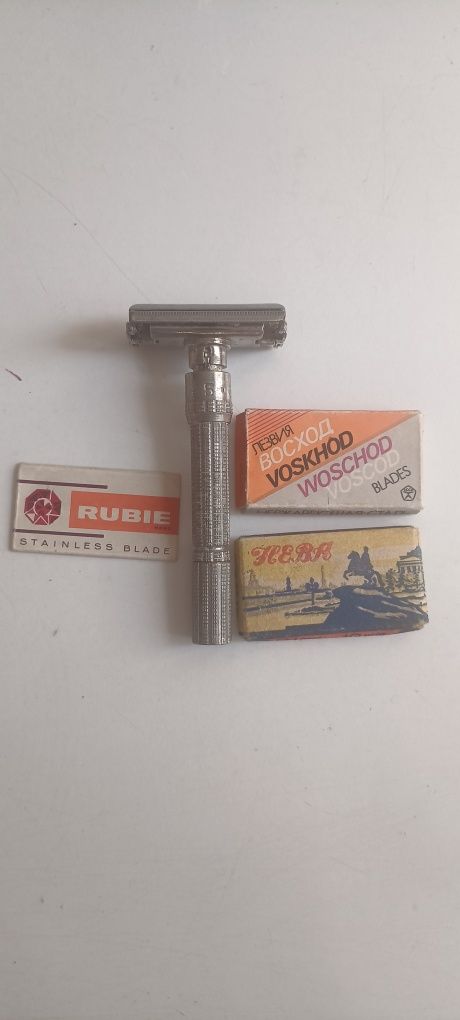 RUBIE
STAINLESS BLADE
ЛЕЗВИЯ
ВОСХОД
VOSKHOD
WOSCHOD
VOSCOD
BLADES
НЕВА